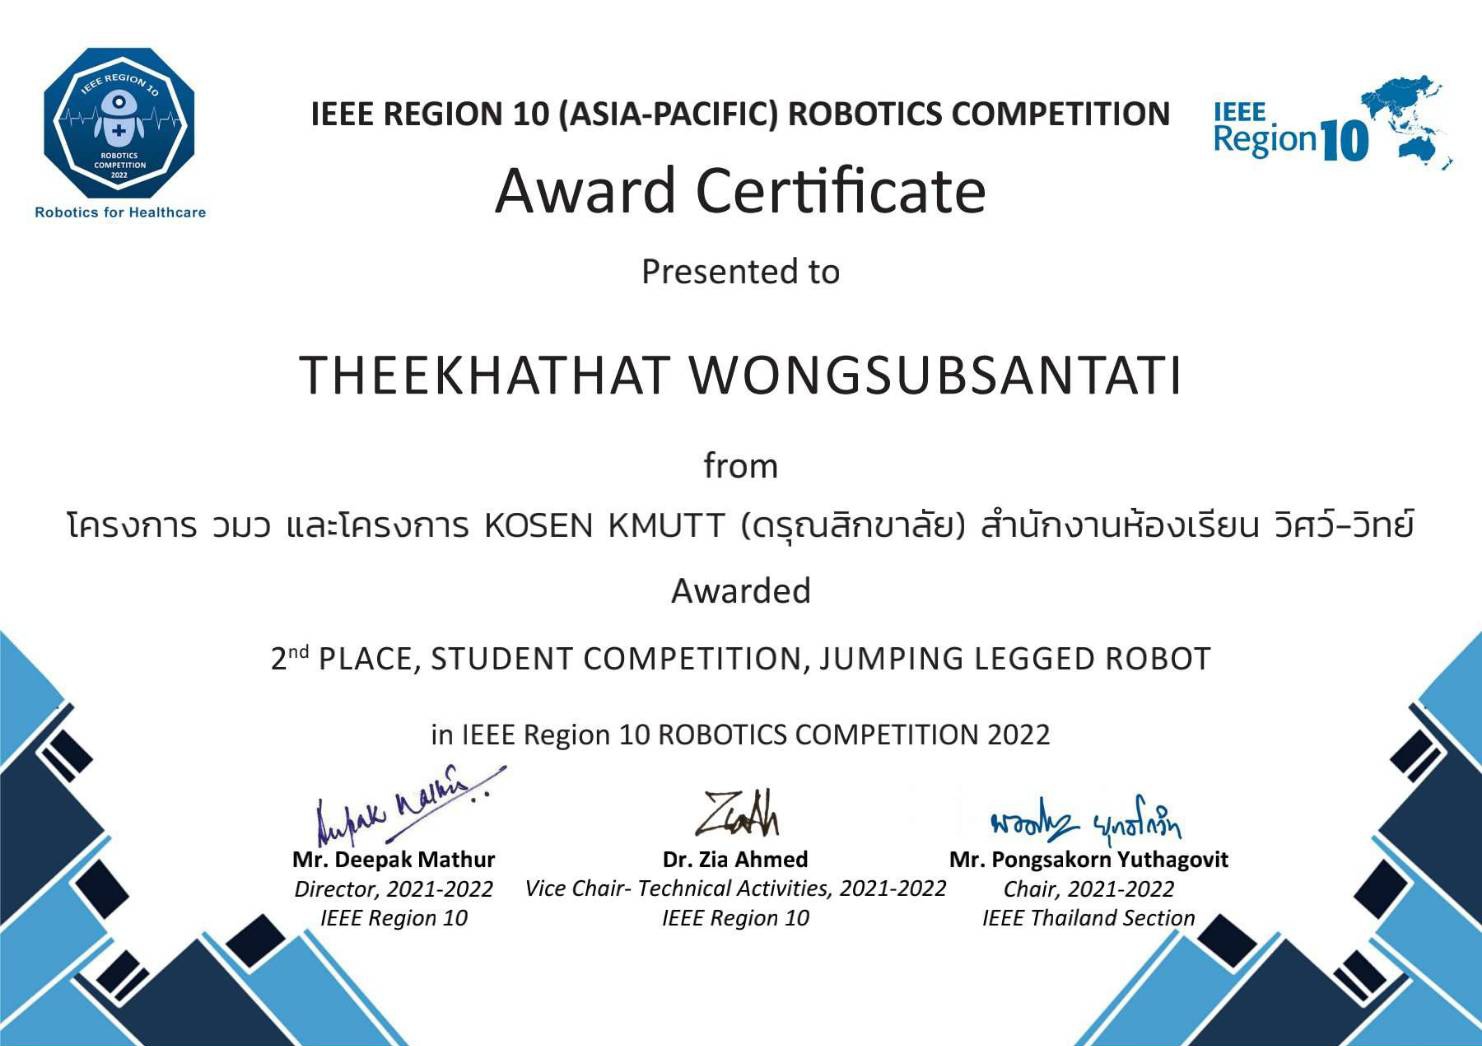 IEEE REGION 10
ROBOTICS
COMPETITION
2022
Robotics for Healthcare
IEEE REGION 10 (ASIA-PACIFIC) ROBOTICS COMPETITION
IEEE
Region10
Award Certificate
Presented to
THEEKHATHAT WONGSUBSANTATI
from
โครงการ วมว และโครงการ KOSEN KMUTT (ดรุณสิกขาลัย) สำนักงานห้องเรียน วิศว์-วิทย์
Awarded
2nd PLACE, STUDENT COMPETITION, JUMPING LEGGED ROBOT
in IEEE Region 10 ROBOTICS COMPETITION 2022
Mr. Deepak Mathur
Director, 2021-2022
IEEE Region 10
Dr. Zia Ahmed
Vice Chair- Technical Activities, 2021-2022
IEEE Region 10
Mr. Pongsakorn Yuthagovit
Chair, 2021-2022
IEEE Thailand Section